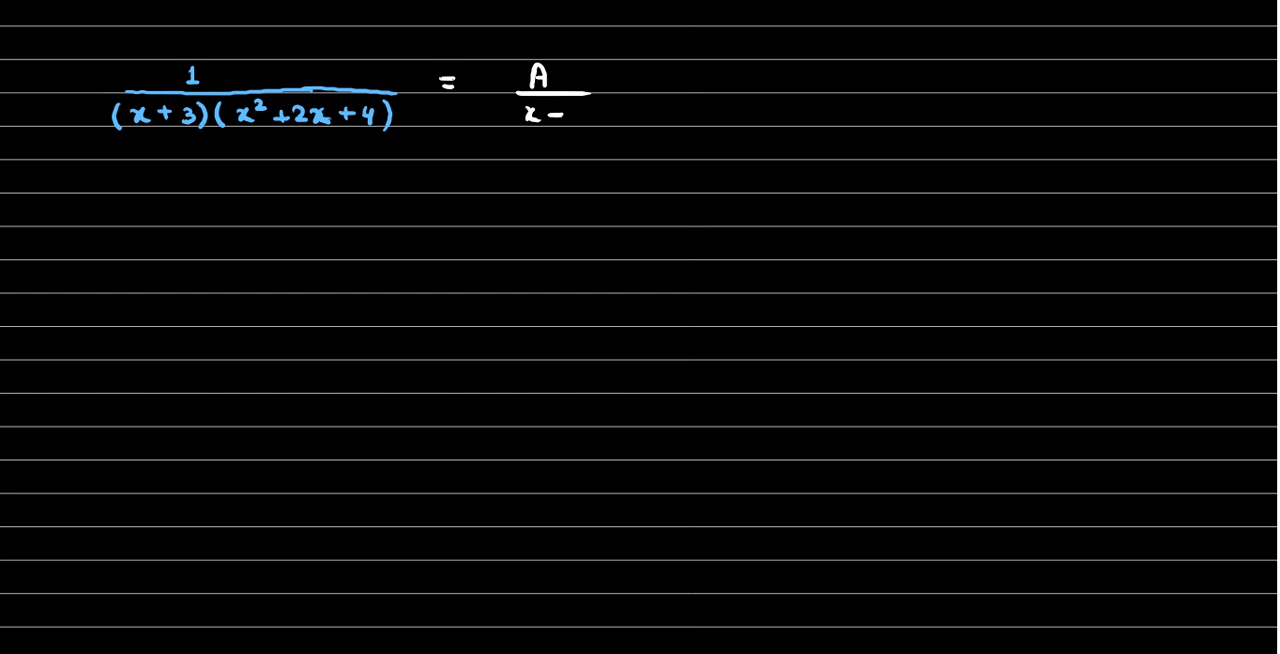 1/((x+3)(x²+2x+4)) = A/(x-